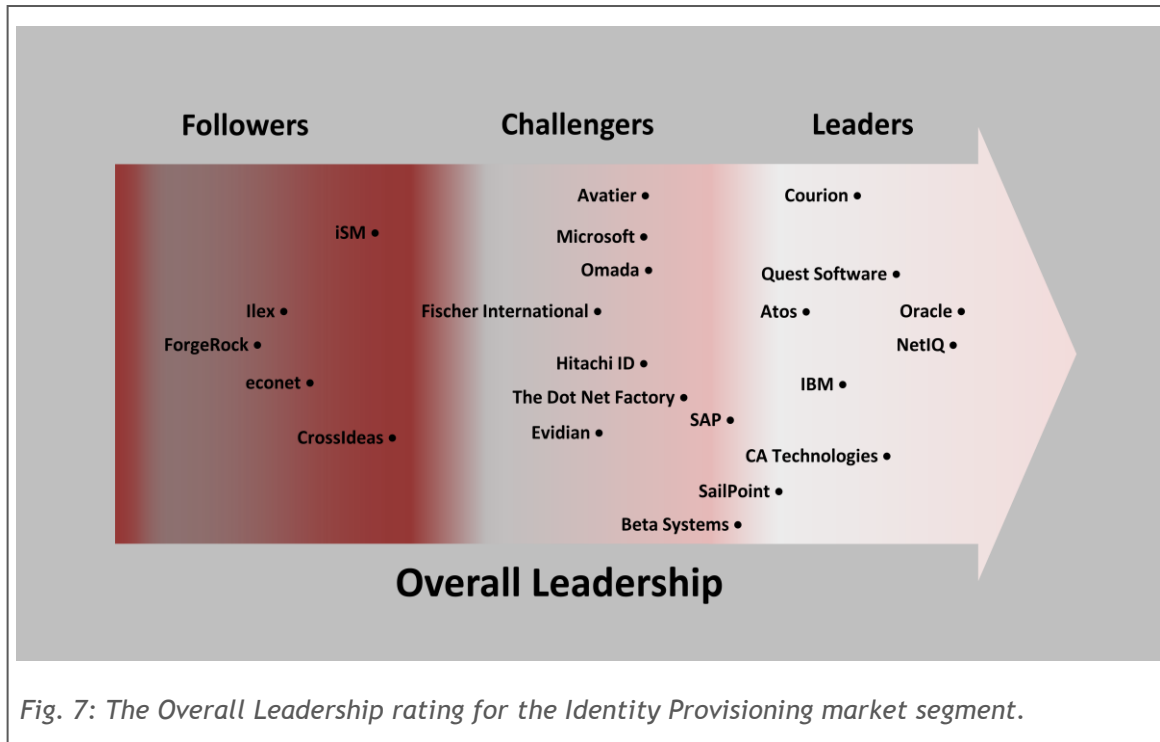 Followers
Challengers
Leaders
Avatier
Courion
iSM
Microsoft
Omada
Quest Software
Ilex
Fischer International
Atos
Oracle
ForgeRock
NetIQ
Hitachi ID
econet
IBM
The Dot Net Factory
SAP
Evidian
CrossIdeas
CA Technologies
SailPoint
Beta Systems
Overall Leadership
Fig. 7: The Overall Leadership rating for the Identity Provisioning market segment.